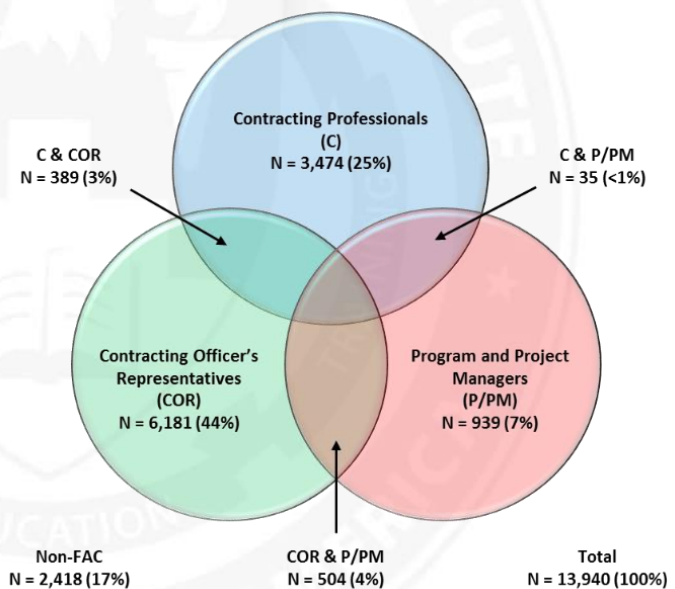 Contracting Professionals
(C)
N = 3,474 (25%)
C & COR
N = 389 (3%)
C & P/PM
N = 35 (<1%)
Contracting Officer's
Representatives
(COR)
N = 6,181 (44%)
Program and Project
Managers
(P/PM)
N = 939 (7%)
Non-FAC
N = 2,418 (17%)
COR & P/PM
N = 504 (4%)
Total
N = 13,940 (100%)